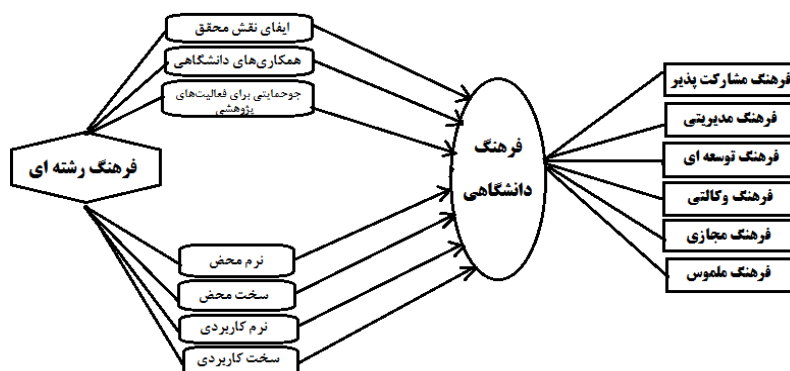 ایفای نقش محقق
همکاری‌های دانشگاهی
جوحمایتی برای فعالیت‌های
پژوهشی
فرهنگ رشته ای
نرم محض
سخت محض
نرم کاربردی
سخت کاربردی
فرهنگ
دانشگاهی
فرهنگ مشارکت پذیر
فرهنگ مدیریتی
فرهنگ توسعه ای
فرهنگ وکالتی
فرهنگ مجازی
فرهنگ ملموس